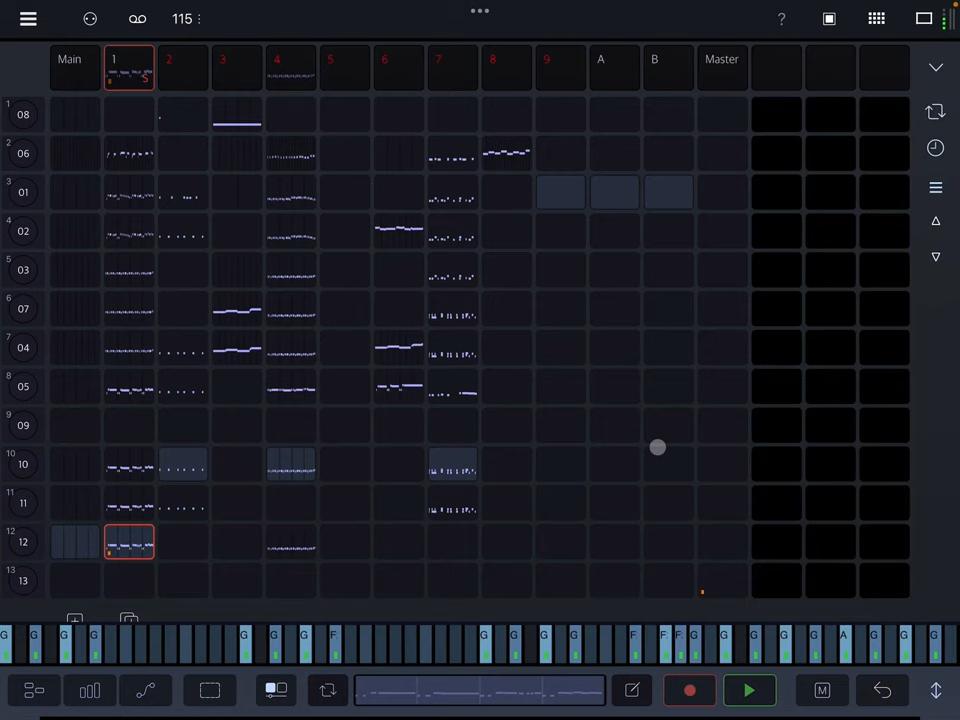 115 ⋮ ?
Main 1 2 3 4 5 6 7 8 9 A B Master
S
1 08
2 06
3 01
4 02
5 03
6 07
7 04
8 05
9 09
10 10
11 11
12 12
13 13
G G G G G G G F G G G G F F F G G G G G A G G G
M